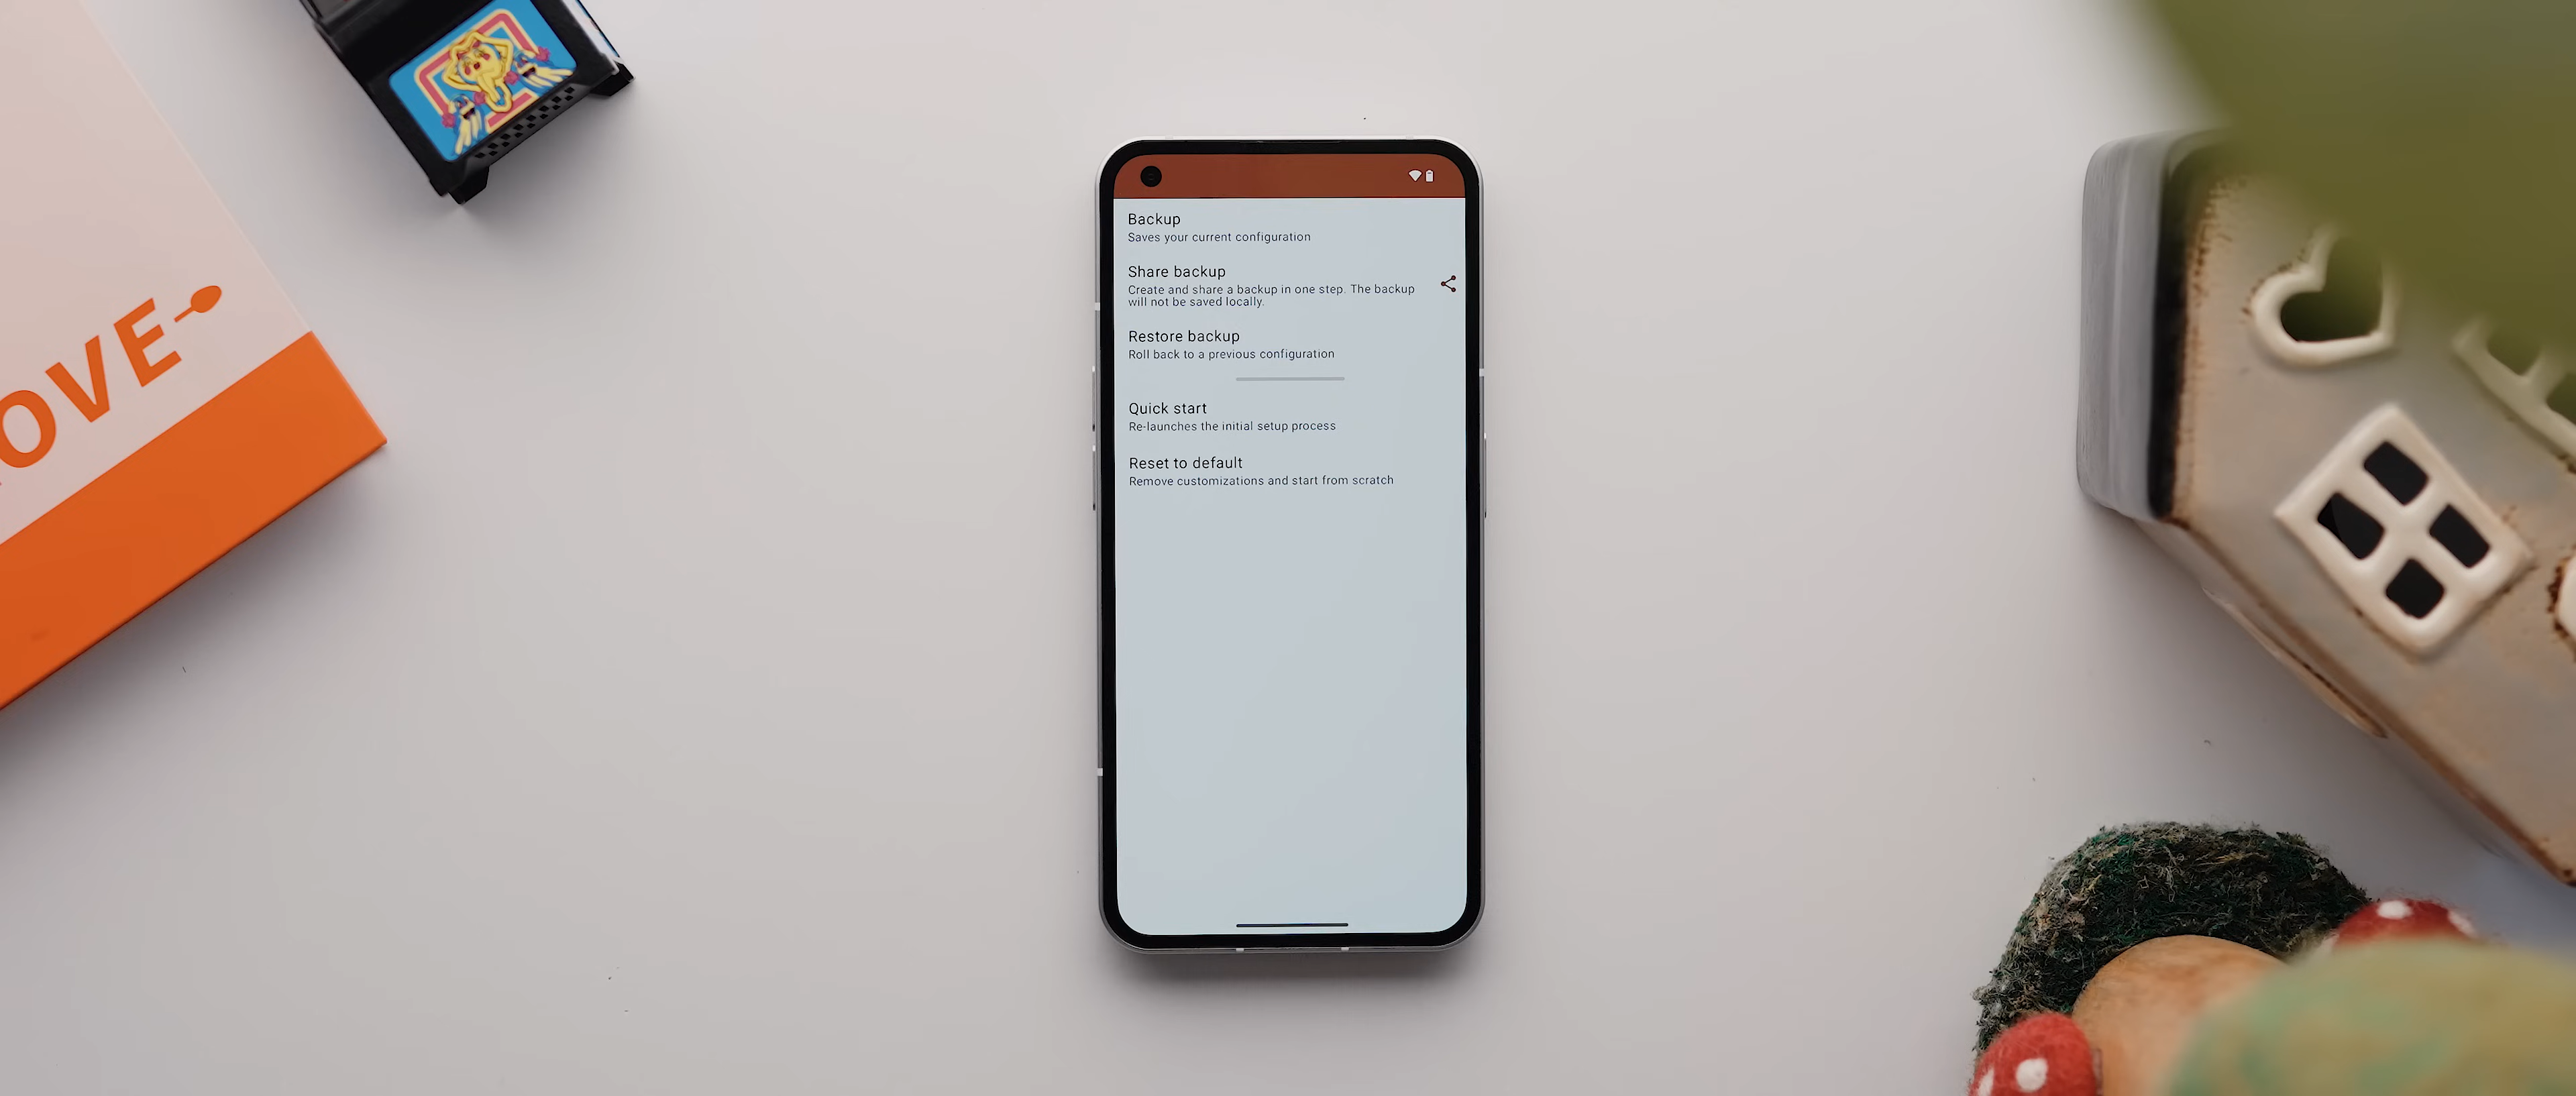 OVE
Backup
Saves your current configuration
Share backup
Create and share a backup in one step. The backup
will not be saved locally.
Restore backup
Roll back to a previous configuration
Quick start
Re-launches the initial setup process
Reset to default
Remove customizations and start from scratch